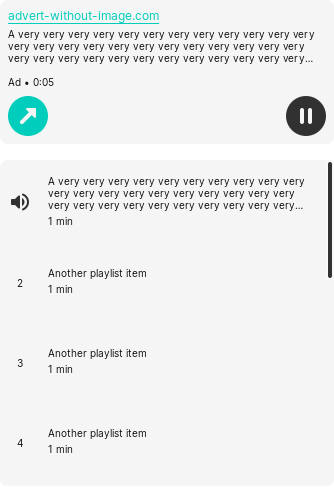 advert-without-image.com
A very very very very very very very very very very very very
very very very very very very very very very very very very
very very very very very very very very very very very very...
Ad • 0:05
A very very very very very very very very very very
very very very very very very very very very very
very very very very very very very very very very...
1 min
2
Another playlist item
1 min
3
Another playlist item
1 min
4
Another playlist item
1 min